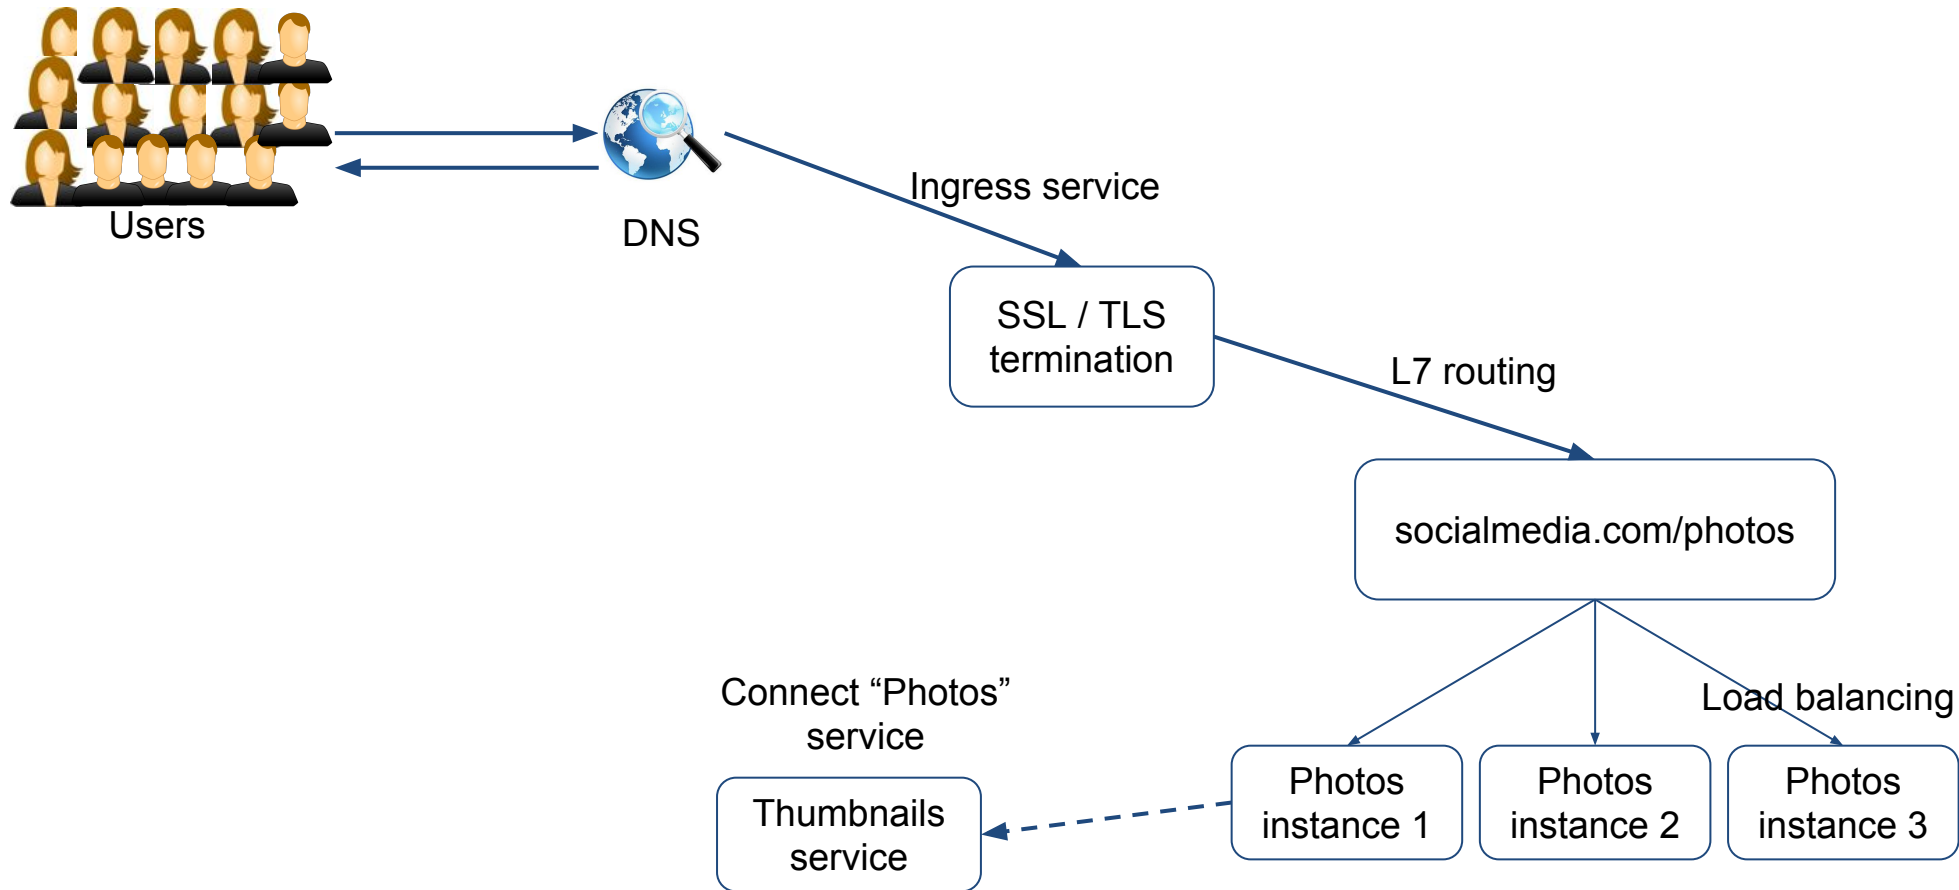 Users
DNS
Ingress service
SSL / TLS
termination
L7 routing
socialmedia.com/photos
Load balancing
Connect “Photos”
service
Thumbnails
service
Photos
instance 1
Photos
instance 2
Photos
instance 3